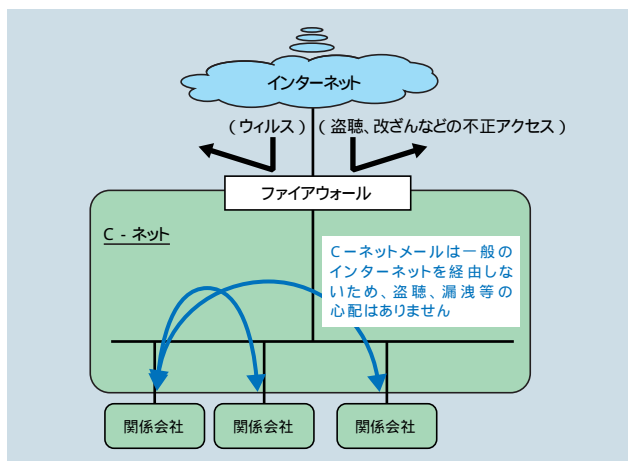 インターネット
(ウィルス) (盗聴、改ざんなどの不正アクセス)
ファイアウォール
C - ネット
Cーネットメールは一般の
インターネットを経由しな
いため、盗聴、漏洩等の
心配はありません
関係会社 関係会社 関係会社